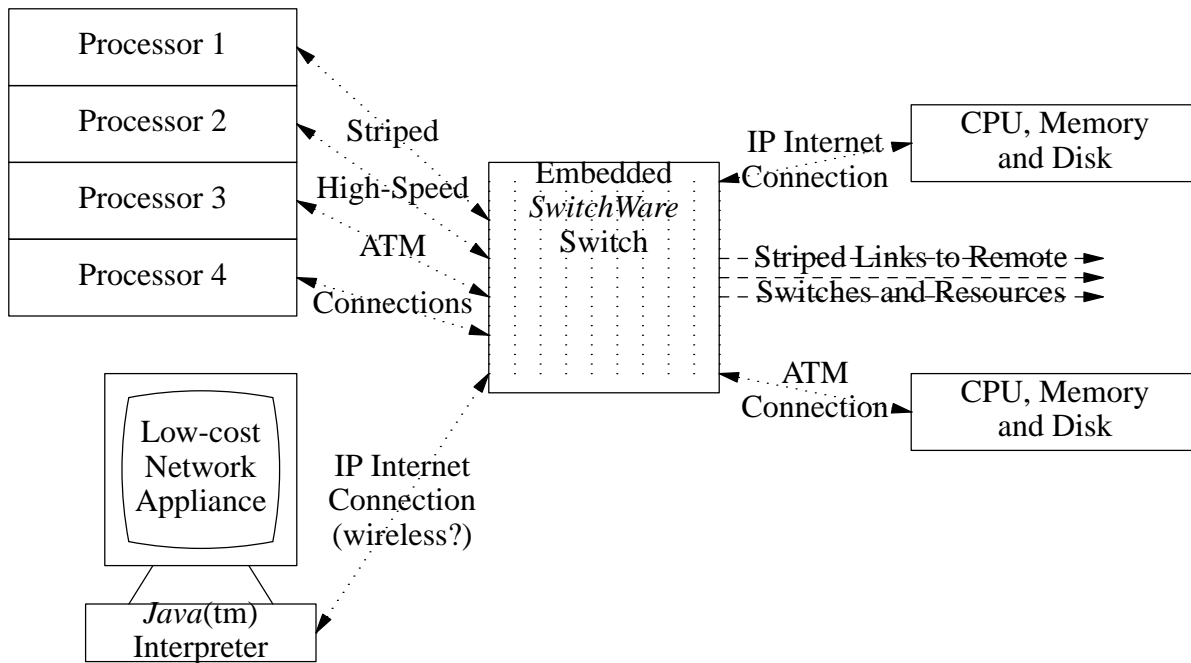 Processor 1
Processor 2
Processor 3
Processor 4
Striped
High-Speed
ATM
Connections
Embedded
SwitchWare
Switch
IP Internet
Connection
CPU, Memory
and Disk
Striped Links to Remote
Switches and Resources
ATM
Connection
CPU, Memory
and Disk
Low-cost
Network
Appliance
IP Internet
Connection
(wireless?)
Java(tm)
Interpreter